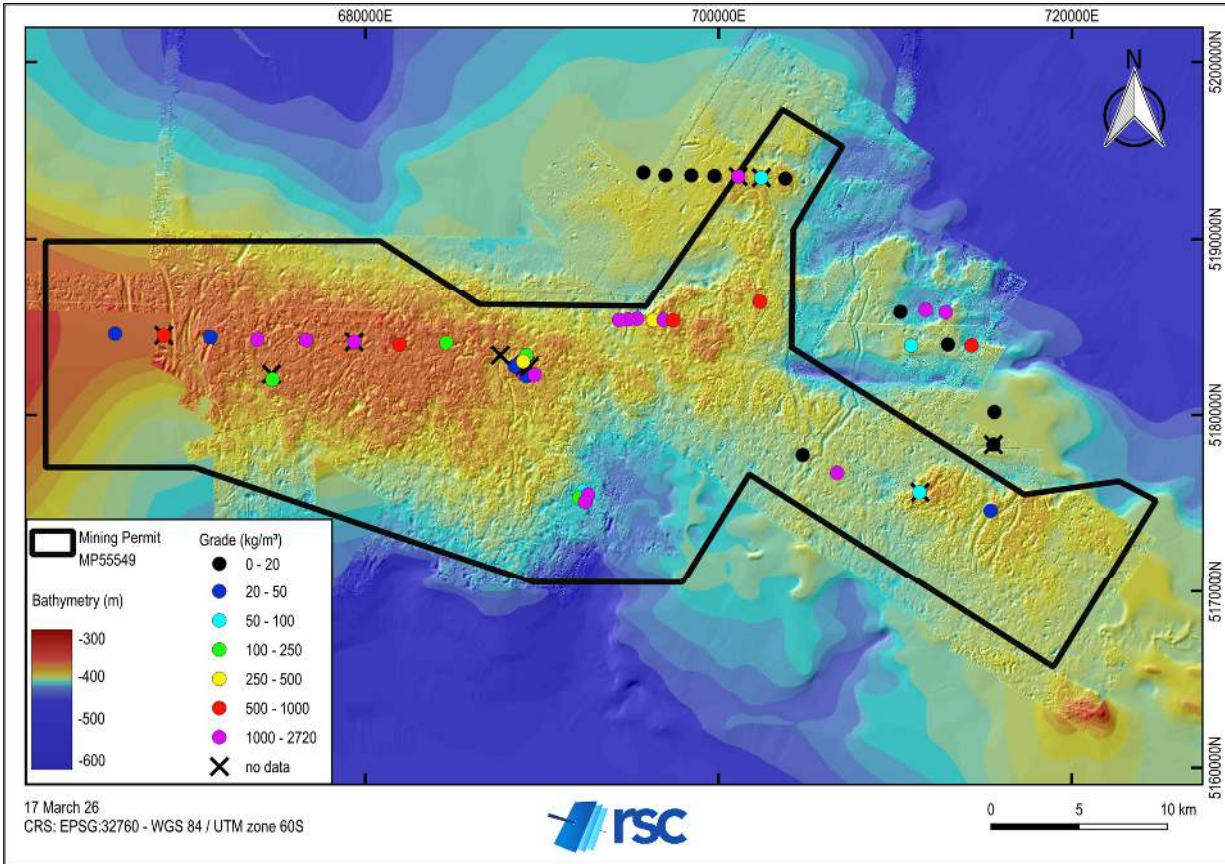 680000E 700000E 720000E
N
5200000N
5190000N
5180000N
5170000N
5160000N
Mining Permit
MP55549
Bathymetry (m)
-300
-400
-500
-600
Grade (kg/m³)
0 - 20
20 - 50
50 - 100
100 - 250
250 - 500
500 - 1000
1000 - 2720
no data
17 March 26
CRS: EPSG:32760 - WGS 84 / UTM zone 60S
rsc
0 5 10 km